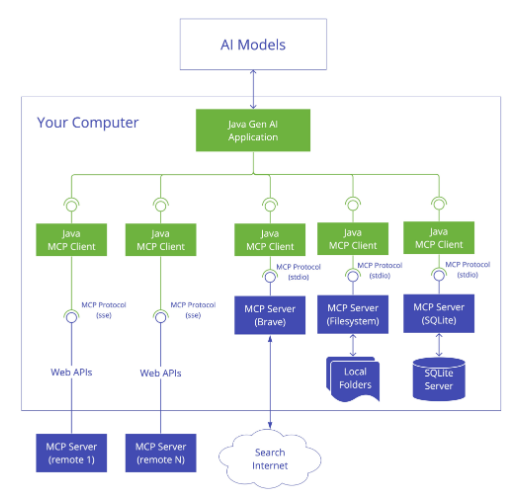 AI Models
Your Computer
Java Gen AI
Application
Java
MCP Client
Java
MCP Client
Java
MCP Client
Java
MCP Client
Java
MCP Client
MCP Protocol
(stdio)
MCP Protocol
(stdio)
MCP Protocol
(stdio)
MCP Protocol
(sse)
MCP Protocol
(sse)
MCP Server
(Brave)
MCP Server
(Filesystem)
MCP Server
(SQLite)
Web APIs
Web APIs
Local
Folders
SQLite
Server
MCP Server
(remote 1)
MCP Server
(remote N)
Search
Internet